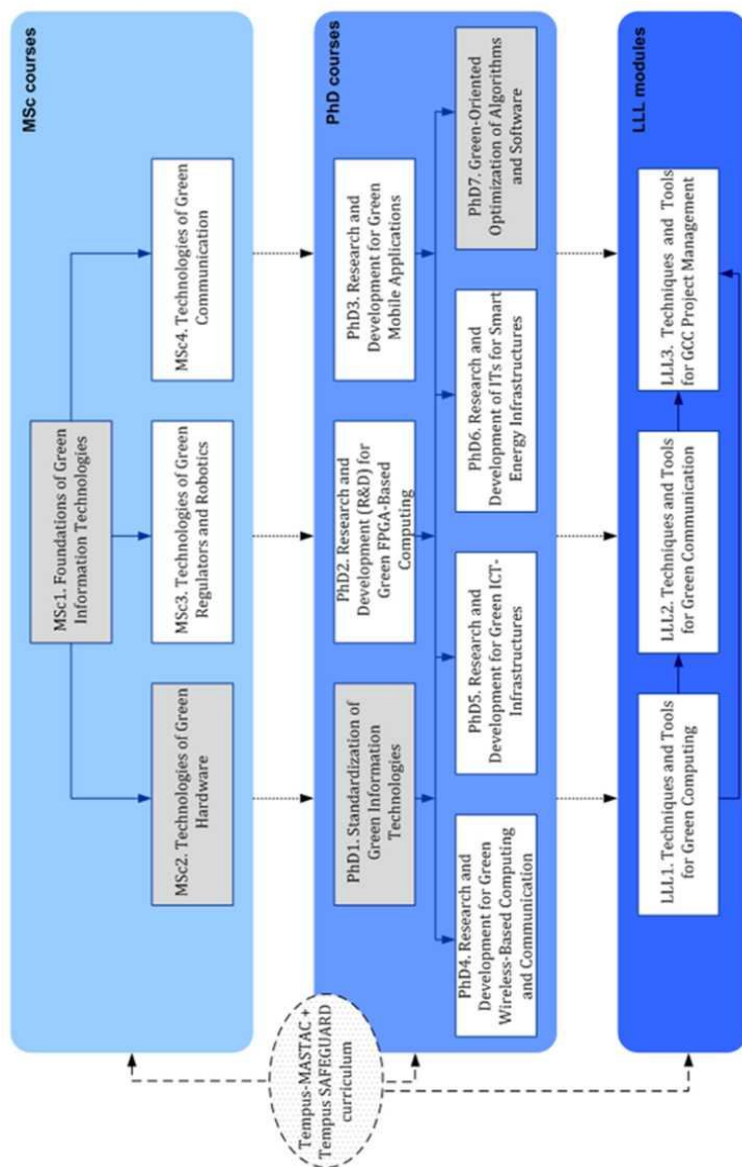 MSc courses
MSc1. Foundations of Green
Information Technologies
MSc2. Technologies of Green
Hardware
MSc3. Technologies of Green
Regulators and Robotics
MSc4. Technologies of Green
Communication
Tempus-MASTAC +
Tempus SAFEGUARD
curriculum
PhD courses
PhD1. Standardization of
Green Information
Technologies
PhD2. Research and
Development (R&D) for
Green FPGA-Based
Computing
PhD3. Research and
Development for Green
Mobile Applications
PhD4. Research and
Development for Green
Wireless-Based Computing
and Communication
PhD5. Research and
Development for Green ICT-
Infrastructures
PhD6. Research and
Development of ITs for Smart
Energy Infrastructures
PhD7. Green-Oriented
Optimization of Algorithms
and Software
LLL modules
LLL1. Techniques and Tools
for Green Computing
LLL2. Techniques and Tools
for Green Communication
LLL3. Techniques and Tools
for GCC Project Management